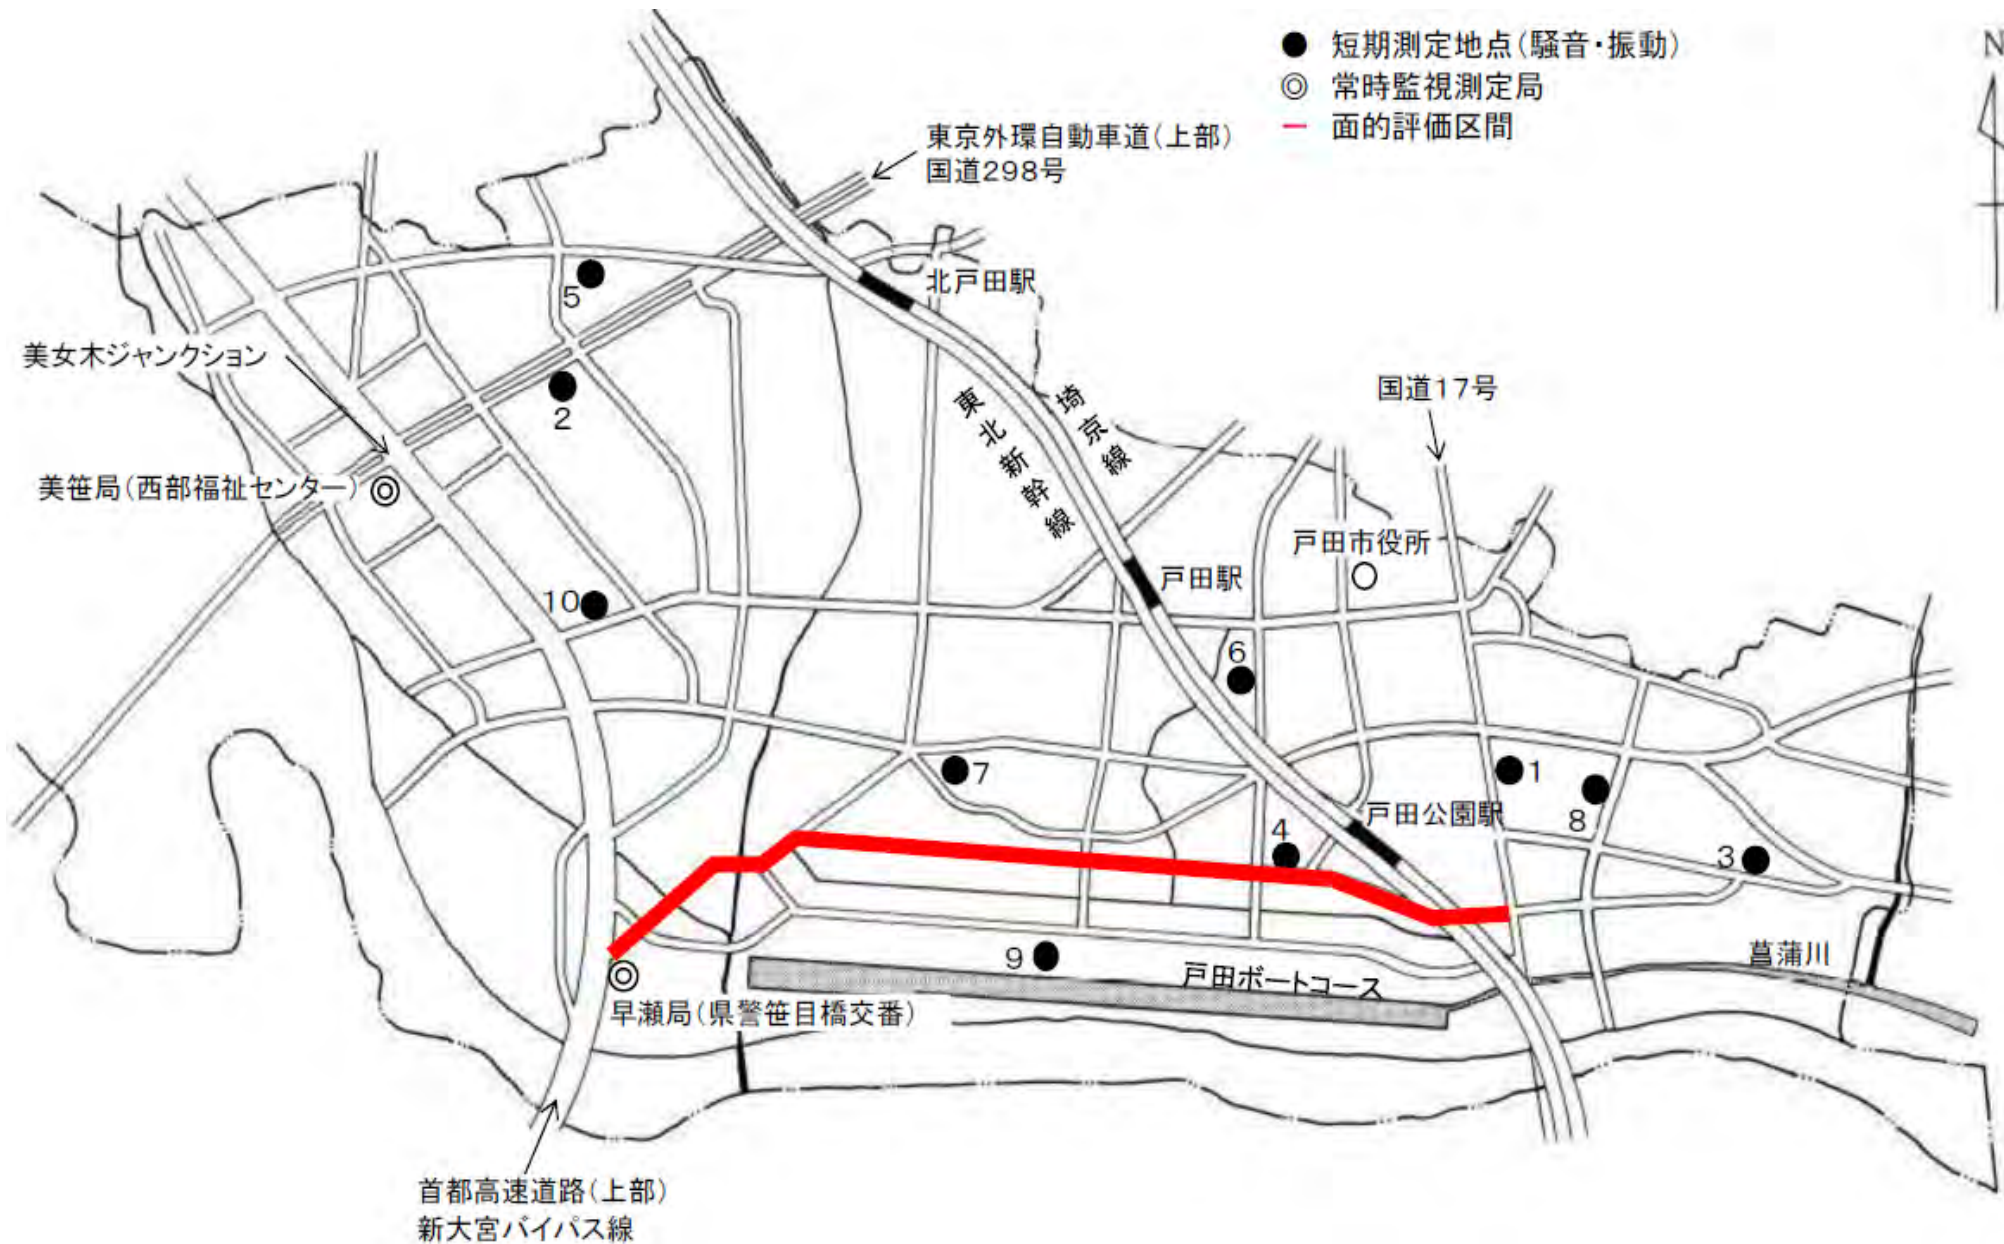 ● 短期測定地点(騒音・振動)
◎ 常時監視測定局
― 面的評価区間
N
東京外環自動車道(上部)
国道298号
北戸田駅
5
美女木ジャンクション
2
国道17号
埼京線
東北新幹線
美笹局(西部福祉センター)
戸田市役所
戸田駅
10
6
7
1
8
戸田公園駅
4
3
9
戸田ボートコース
菖蒲川
早瀬局(県警笹目橋交番)
首都高速道路(上部)
新大宮バイパス線